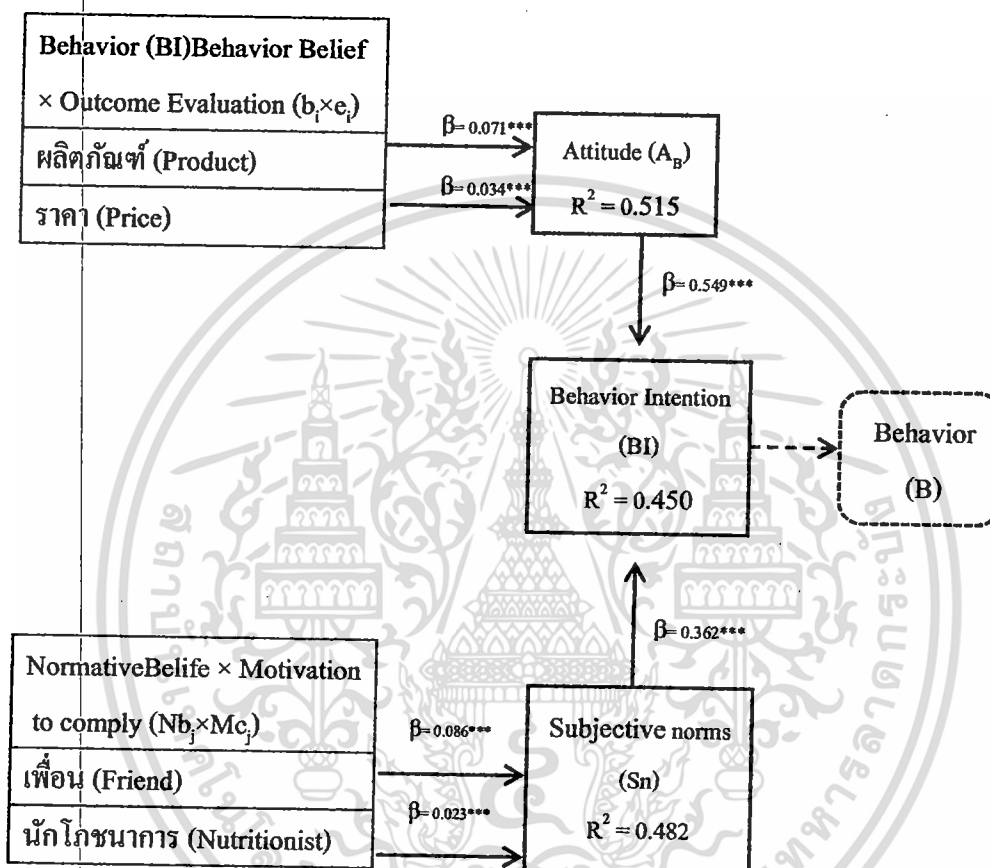 Behavior (BI)Behavior Belief
× Outcome Evaluation (bᵢ×eᵢ)
ผลิตภัณฑ์ (Product)
ราคา (Price)
β= 0.071***
β= 0.034***
Attitude (A_B)
R² = 0.515
β= 0.549***
Behavior Intention
(BI)
R² = 0.450
Behavior
(B)
β= 0.362***
NormativeBelife × Motivation
to comply (Nbⱼ×Mcⱼ)
เพื่อน (Friend)
นักโภชนาการ (Nutritionist)
β= 0.086***
β= 0.023***
Subjective norms
(Sn)
R² = 0.482